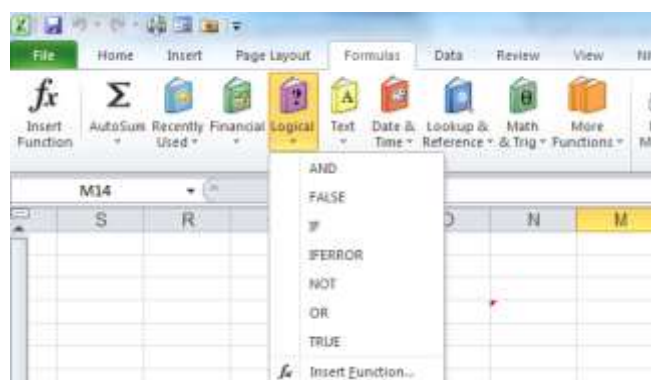 File Home Insert Page Layout Formulas Data Review View
fx Σ A θ
Insert Function AutoSum Recently Used Financial Logical Text Date & Time Lookup & Reference Math & Trig More Functions
M14
S R N M
AND
FALSE
IF
IFERROR
NOT
OR
TRUE
fx Insert Function...